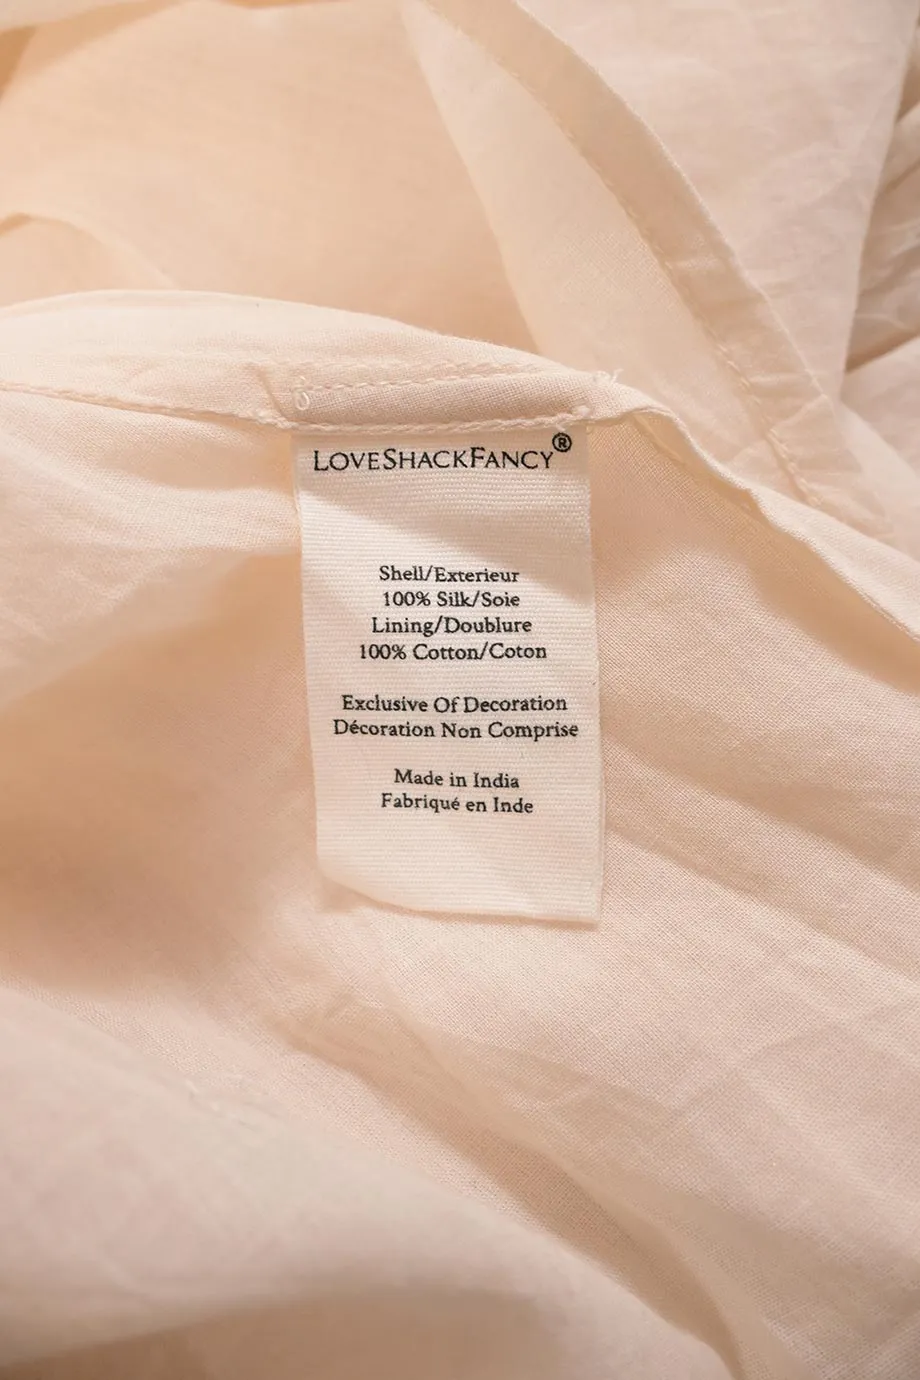 LOVESHACKFANCY®
Shell/Exterieur
100% Silk/Soie
Lining/Doublure
100% Cotton/Coton
Exclusive Of Decoration
Décoration Non Comprise
Made in India
Fabriqué en Inde